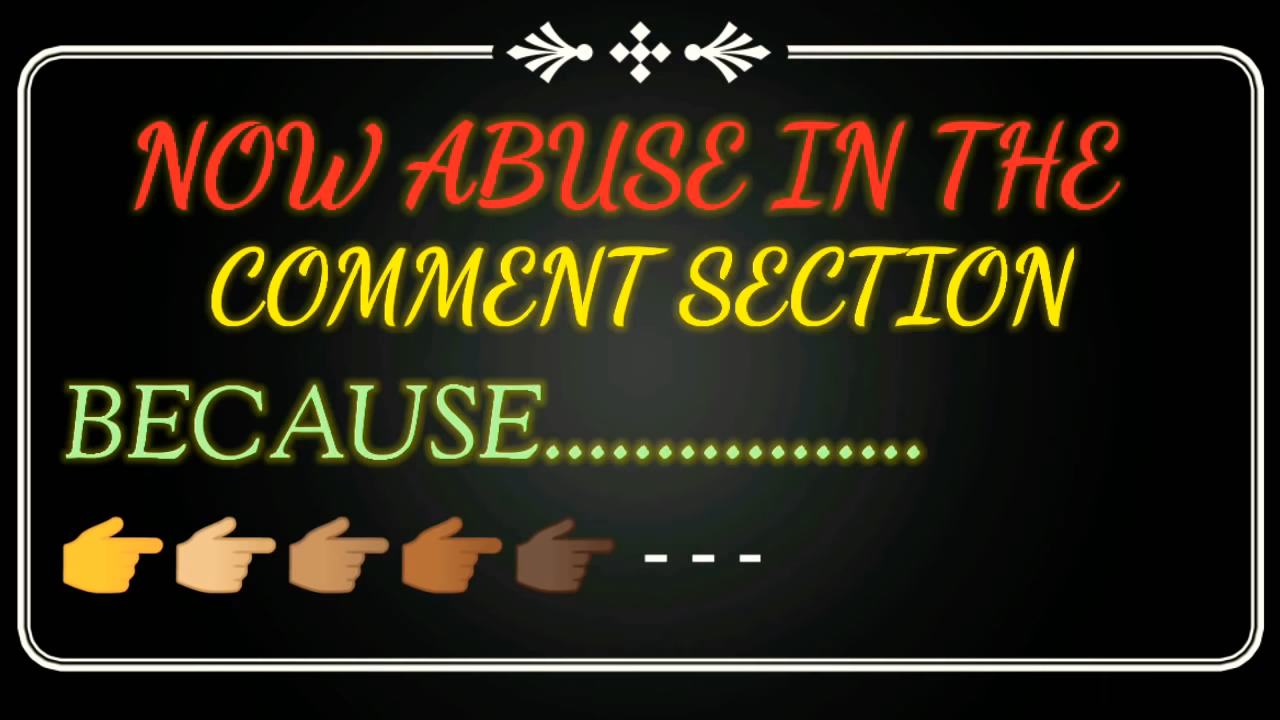 NOW ABUSE IN THE
COMMENT SECTION
BECAUSE.................
👉👉🏼👉🏽👉🏾👉🏿 - - -